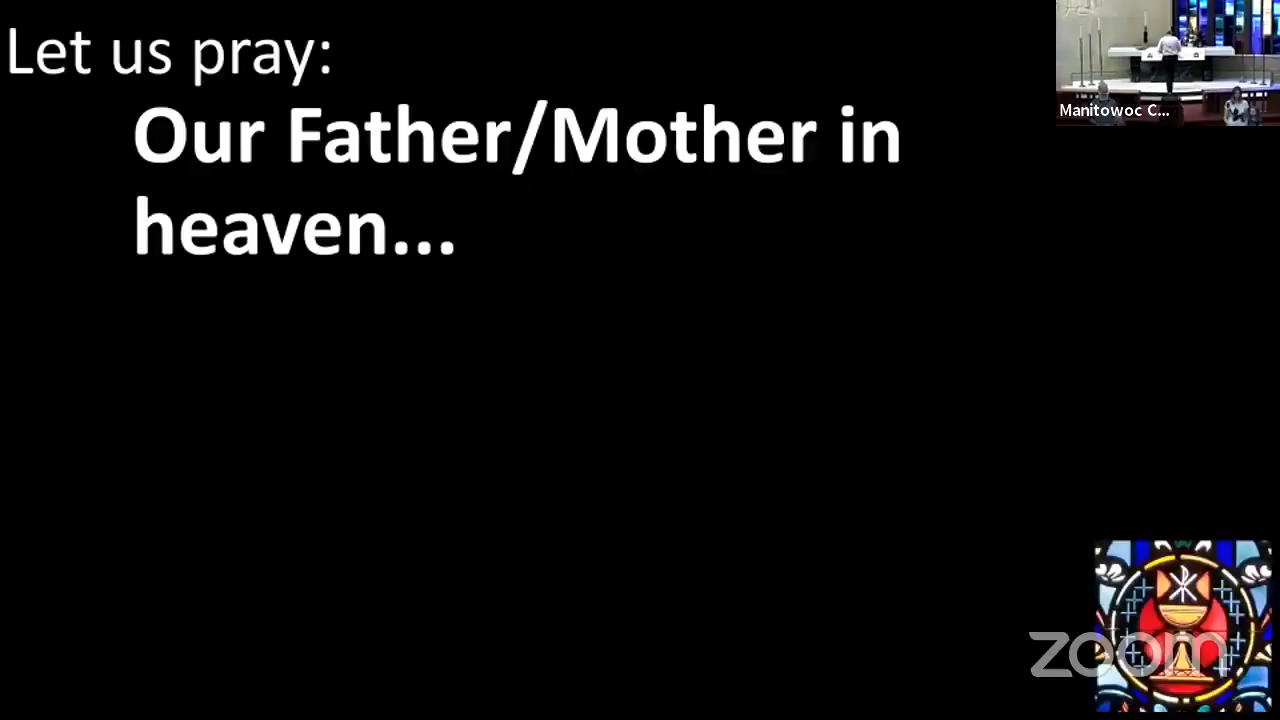 Let us pray:
Our Father/Mother in
heaven...
Manitowoc C...
zoom